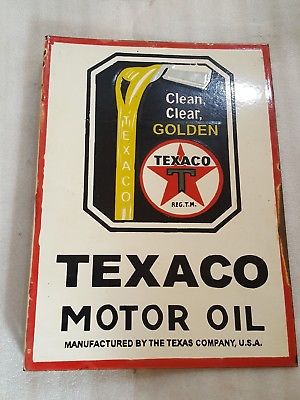 Clean,
Clear,
GOLDEN
TEXACO
TEXACO
T
REG. T.M.
TEXACO
MOTOR OIL
MANUFACTURED BY THE TEXAS COMPANY, U.S.A.